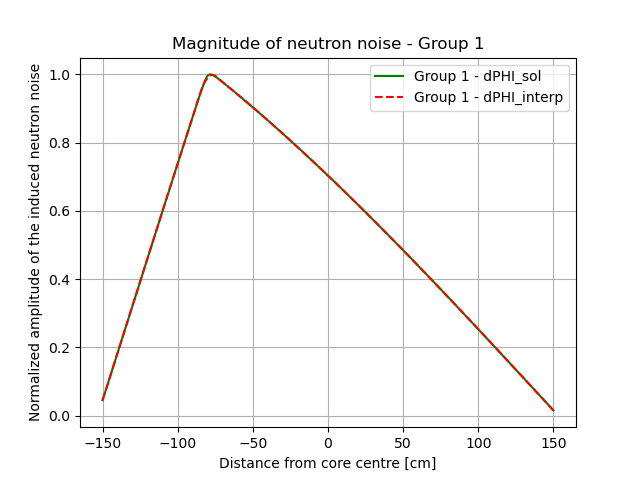 Magnitude of neutron noise - Group 1
Normalized amplitude of the induced neutron noise
1.0
0.8
0.6
0.4
0.2
0.0
Group 1 - dPHI_sol
Group 1 - dPHI_interp
−150
−100
−50
0
50
100
150
Distance from core centre [cm]